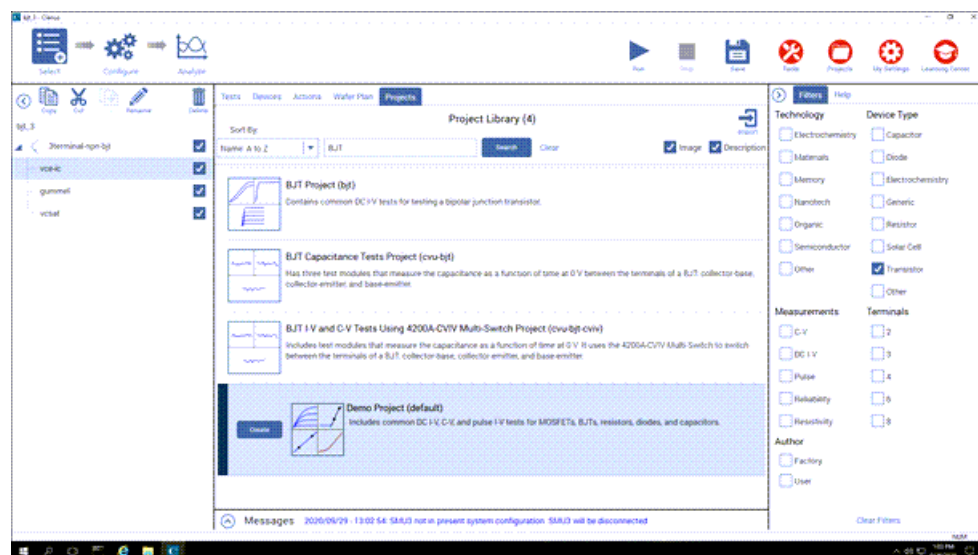 bjt_3 - Clarius
Select
Configure
Analyze
Run
Stop
Save
Tools
Projects
My Settings
Learning Center
Copy
Cut
Rename
Delete
bjt_3
3terminal-npn-bjt
vce-ic
gummel
vcsat
Tests Devices Actions Wafer Plan Projects
Project Library (4)
Import
Sort By:
Name: A to Z
BJT
Search
Clear
Image
Description
BJT Project (bjt)
Contains common DC I-V tests for testing a bipolar junction transistor.
BJT Capacitance Tests Project (cvu-bjt)
Has three test modules that measure the capacitance as a function of time at 0 V between the terminals of a BJT: collector-base,
collector-emitter, and base-emitter.
BJT I-V and C-V Tests Using 4200A-CVIV Multi-Switch Project (cvu-bjt-cviv)
Includes test modules that measure the capacitance as a function of time at 0 V. It uses the 4200A-CVIV Multi-Switch to switch
between the terminals of a BJT: collector-base, collector-emitter, and base-emitter.
Create
Demo Project (default)
Includes common DC I-V, C-V, and pulse I-V tests for MOSFETs, BJTs, resistors, diodes, and capacitors.
Messages 2020/09/29 - 13:02:54: SMU3 not in present system configuration. SMU3 will be disconnected
Filters Help
Technology
Electrochemistry
Materials
Memory
Nanotech
Organic
Semiconductor
Other
Device Type
Capacitor
Diode
Electrochemistry
Generic
Resistor
Solar Cell
Transistor
Other
Measurements
C-V
DC I-V
Pulse
Reliability
Resistivity
Terminals
2
3
4
6
8
Author
Factory
User
Clear Filters
NUM
1:03 PM